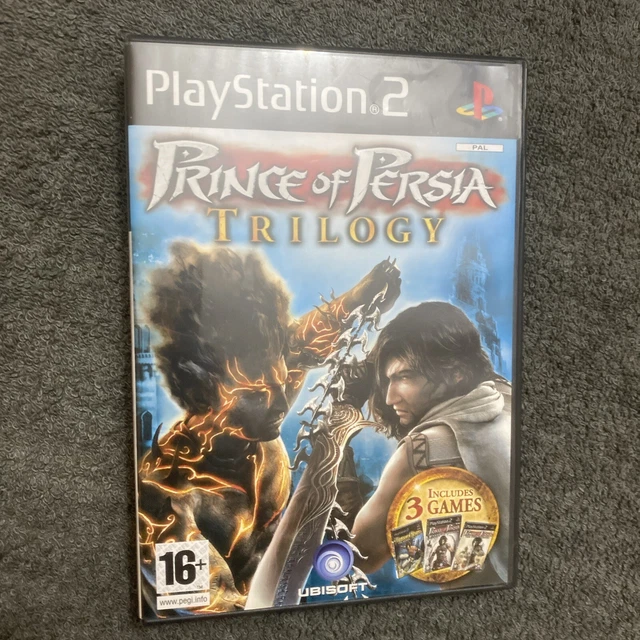 PlayStation®2
PAL
PRINCE OF PERSIA
TRILOGY
INCLUDES
3 GAMES
16+
www.pegi.info
UBISOFT